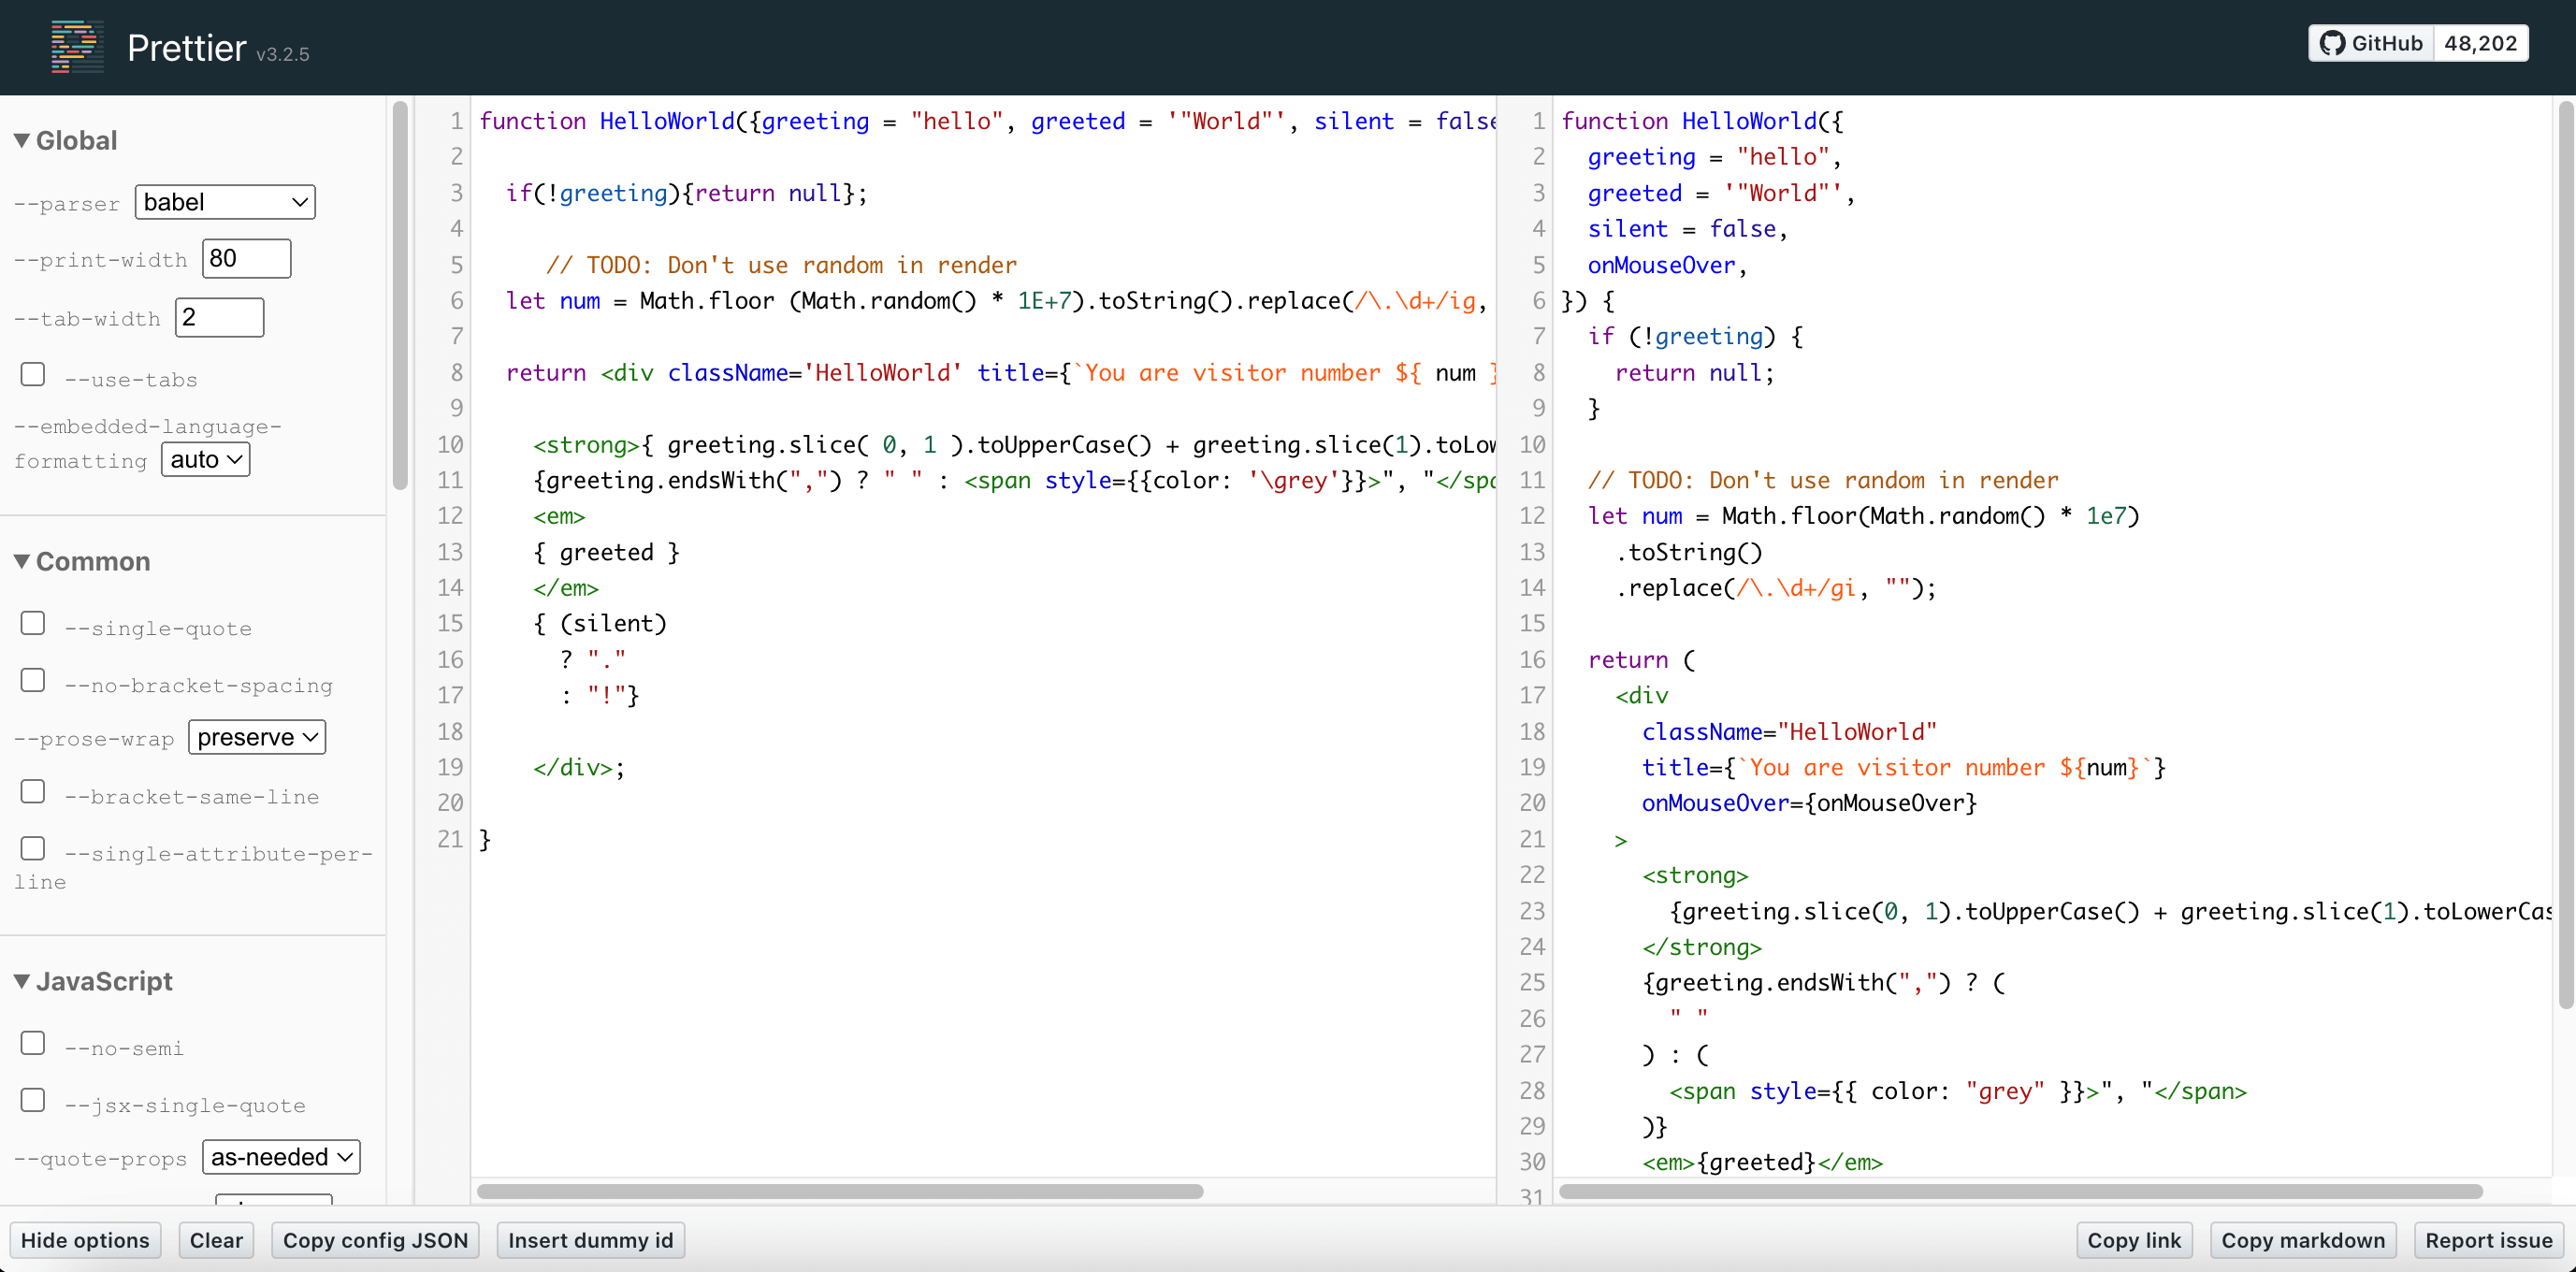 Prettier v3.2.5
GitHub 48,202
▼ Global
--parser babel
--print-width 80
--tab-width 2
--use-tabs
--embedded-language-
formatting auto
▼ Common
--single-quote
--no-bracket-spacing
--prose-wrap preserve
--bracket-same-line
--single-attribute-per-
line
▼ JavaScript
--no-semi
--jsx-single-quote
--quote-props as-needed
1 function HelloWorld({greeting = "hello", greeted = '"World"', silent = false
2
3   if(!greeting){return null};
4
5      // TODO: Don't use random in render
6   let num = Math.floor (Math.random() * 1E+7).toString().replace(/\.\d+/ig,
7
8   return <div className='HelloWorld' title={`You are visitor number ${ num }
9
10     <strong>{ greeting.slice( 0, 1 ).toUpperCase() + greeting.slice(1).toLow
11     {greeting.endsWith(",") ? " " : <span style={{color: '\grey'}}>", "</spa
12     <em>
13     { greeted }
14     </em>
15     { (silent)
16       ? "."
17       : "!"}
18
19     </div>;
20
21 }
1 function HelloWorld({
2   greeting = "hello",
3   greeted = '"World"',
4   silent = false,
5   onMouseOver,
6 }) {
7   if (!greeting) {
8     return null;
9   }
10
11   // TODO: Don't use random in render
12   let num = Math.floor(Math.random() * 1e7)
13     .toString()
14     .replace(/\.\d+/gi, "");
15
16   return (
17     <div
18       className="HelloWorld"
19       title={`You are visitor number ${num}`}
20       onMouseOver={onMouseOver}
21     >
22       <strong>
23         {greeting.slice(0, 1).toUpperCase() + greeting.slice(1).toLowerCas
24       </strong>
25       {greeting.endsWith(",") ? (
26         " "
27       ) : (
28         <span style={{ color: "grey" }}>", "</span>
29       )}
30       <em>{greeted}</em>
31
Hide options Clear Copy config JSON Insert dummy id Copy link Copy markdown Report issue